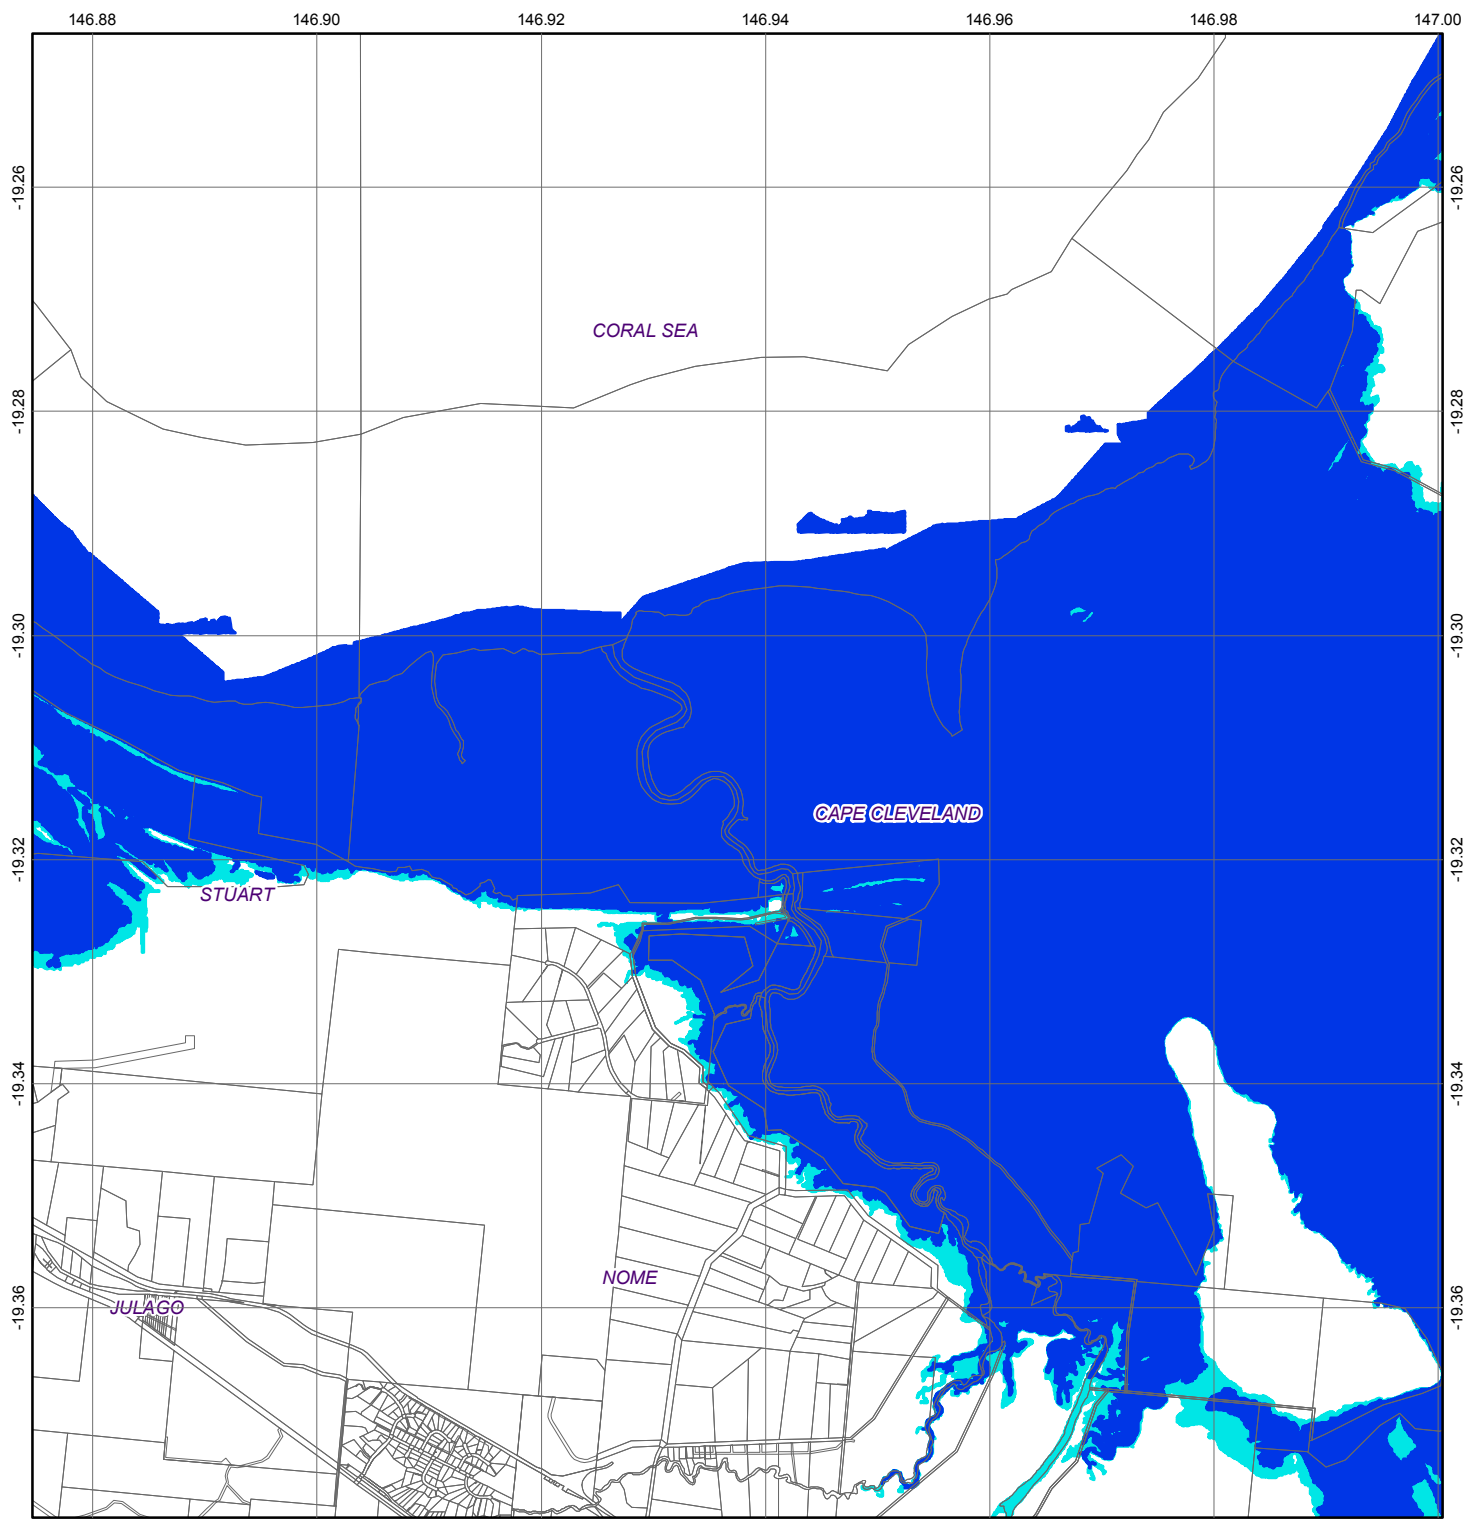 146.88 146.90 146.92 146.94 146.96 146.98 147.00
-19.26 -19.26
CORAL SEA
-19.28 -19.28
-19.30 -19.30
CAPE CLEVELAND
-19.32 -19.32
STUART
-19.34 -19.34
NOME
JULAGO
-19.36 -19.36